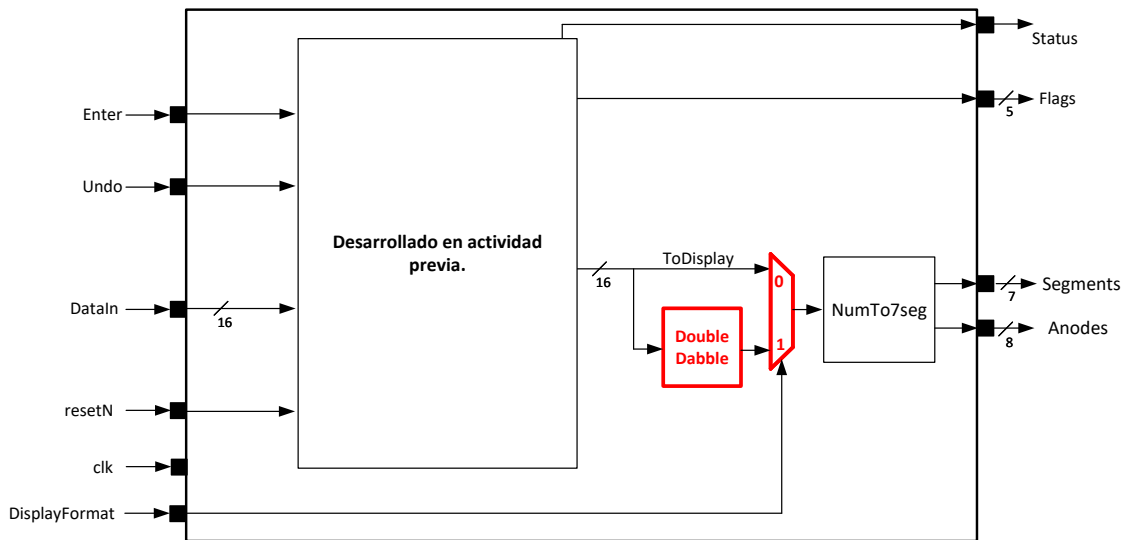 Status
Flags
5
Enter
Undo
Desarrollado en actividad
previa.
ToDisplay
16
0
DataIn
16
Segments
7
NumTo7seg
Anodes
8
Double
Dabble
1
resetN
clk
DisplayFormat